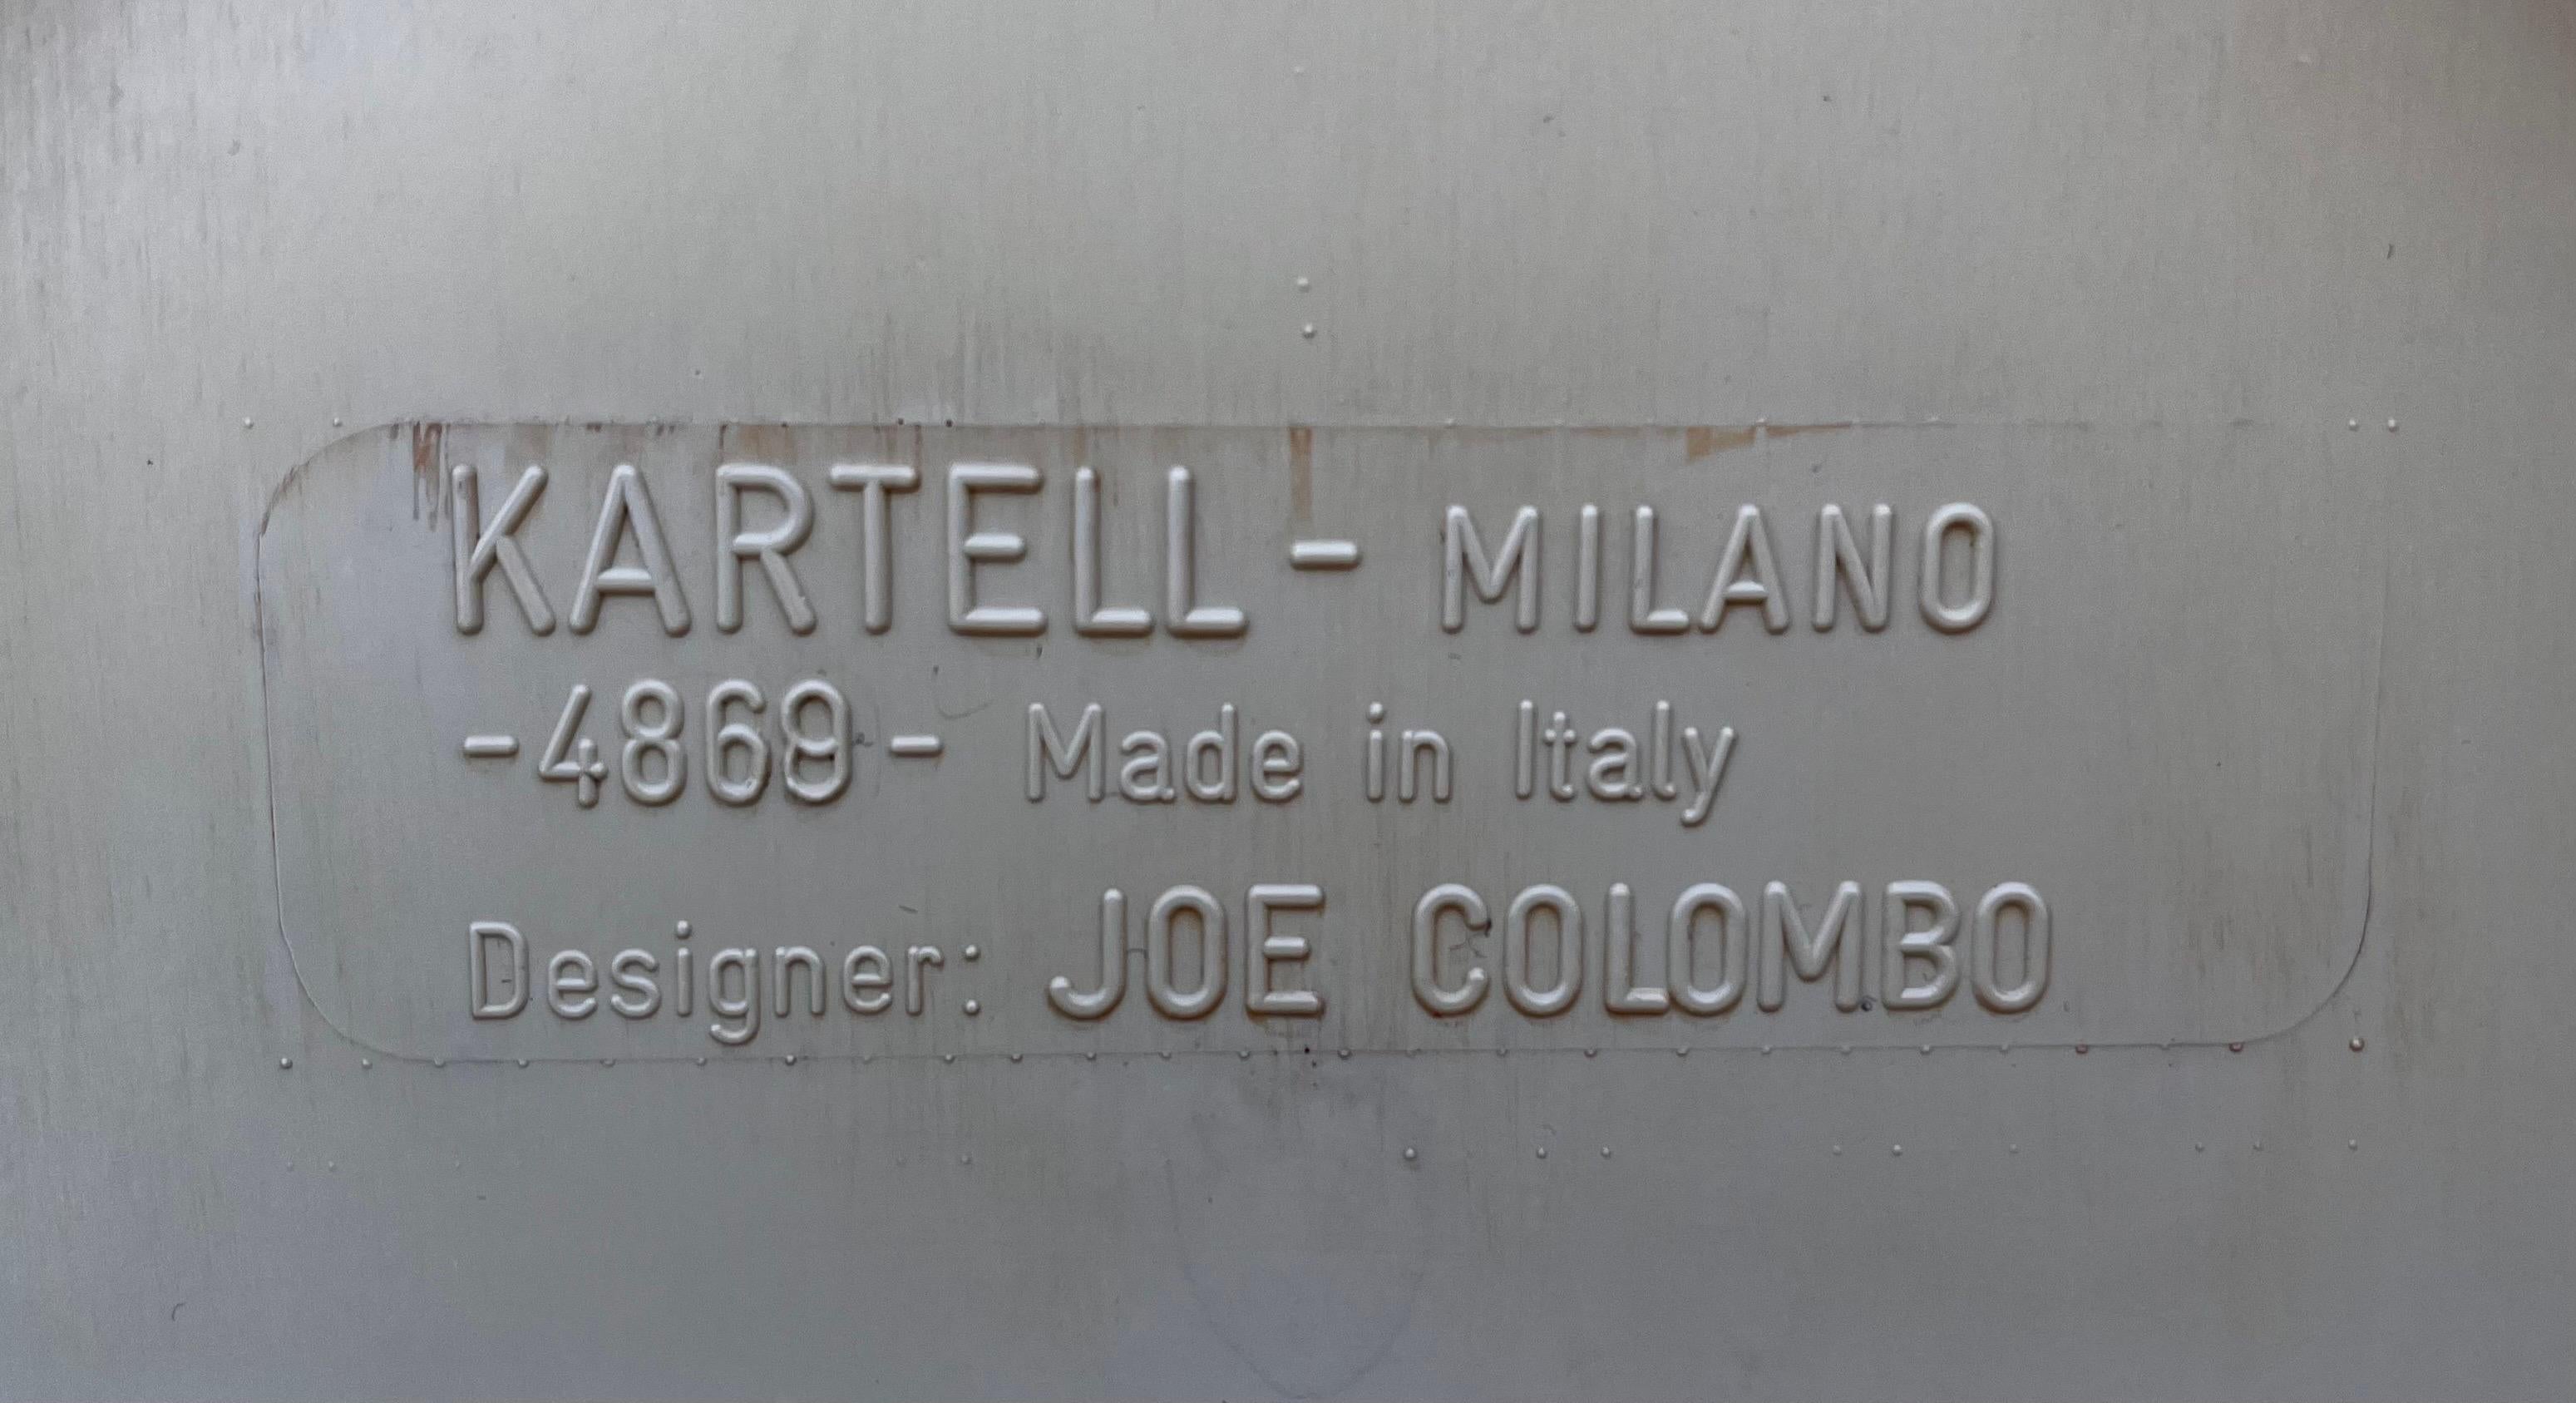 KARTELL - MILANO
-4869- Made in Italy
Designer: JOE COLOMBO